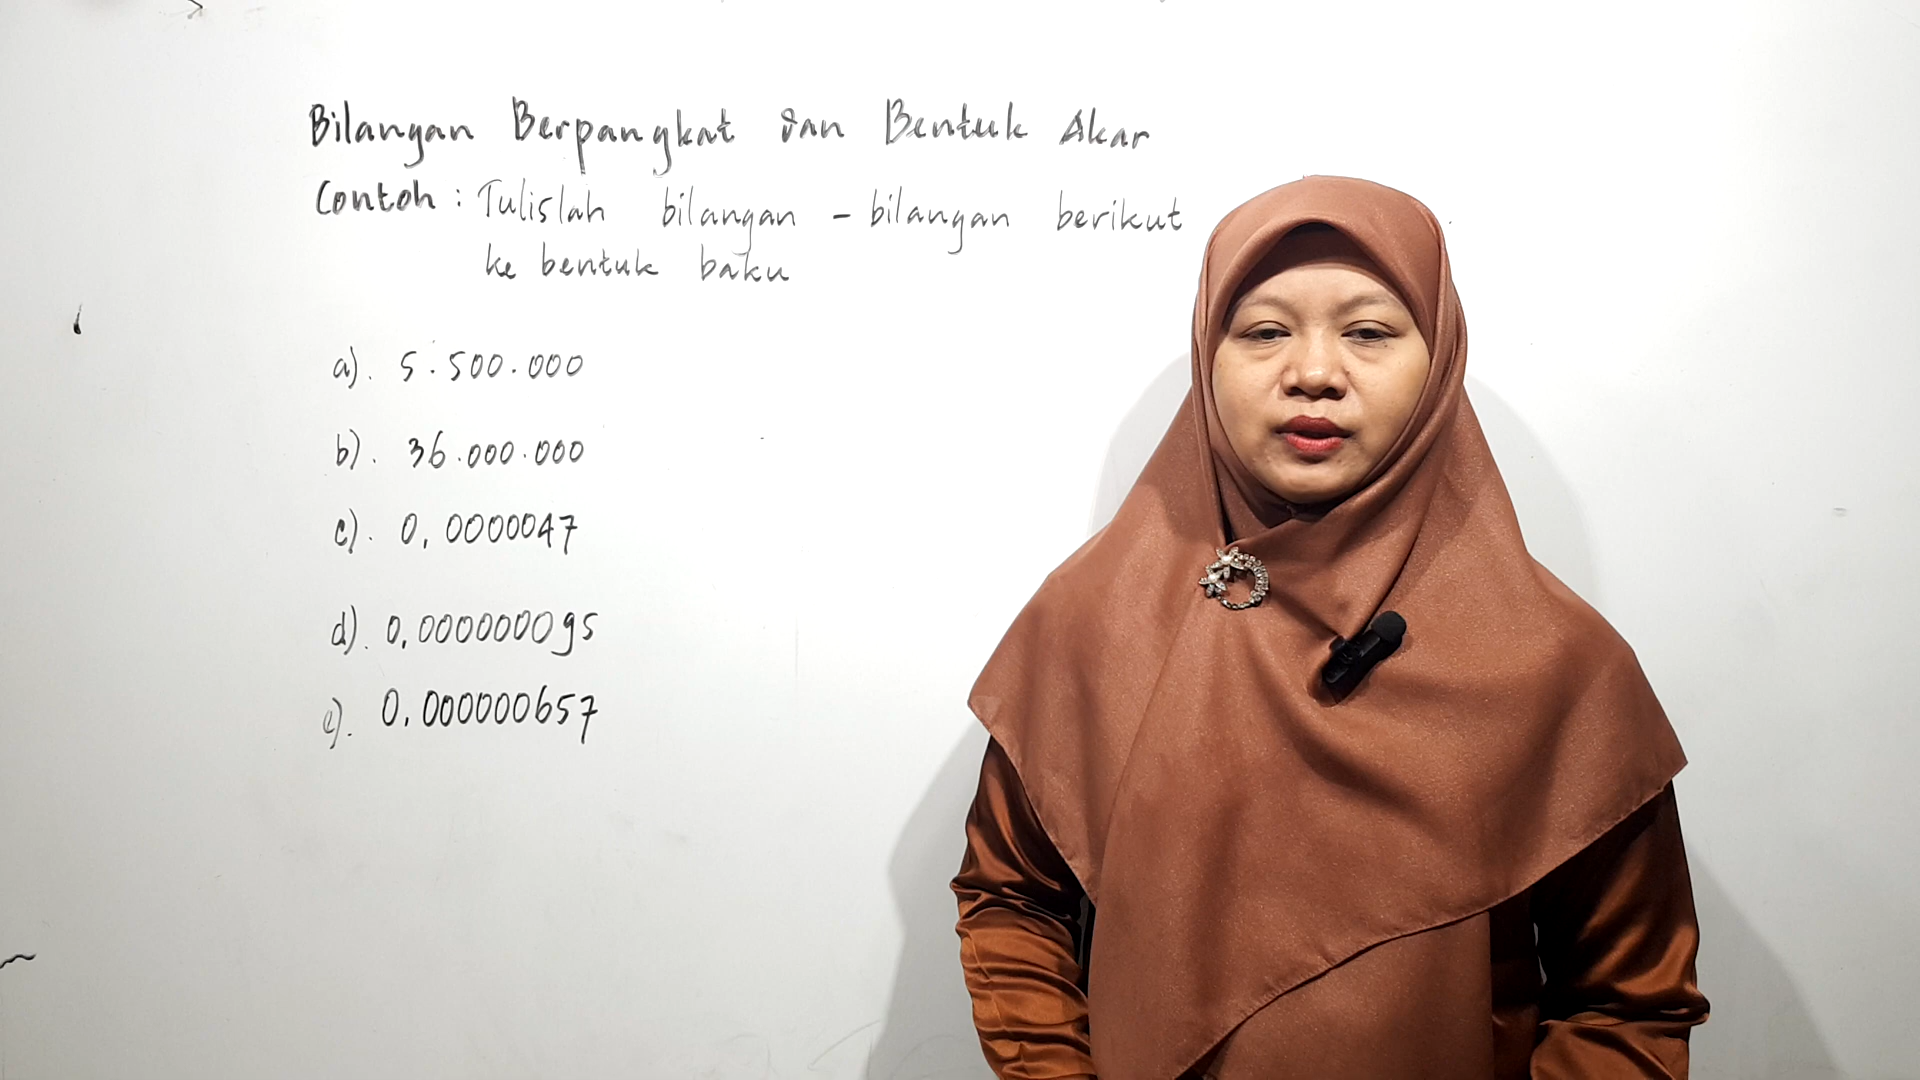 Bilangan Berpangkat dan Bentuk Akar
Contoh : Tulislah bilangan - bilangan berikut
ke bentuk baku
a). 5.500.000
b). 36.000.000
c). 0,0000047
d). 0,000000095
e). 0,000000657